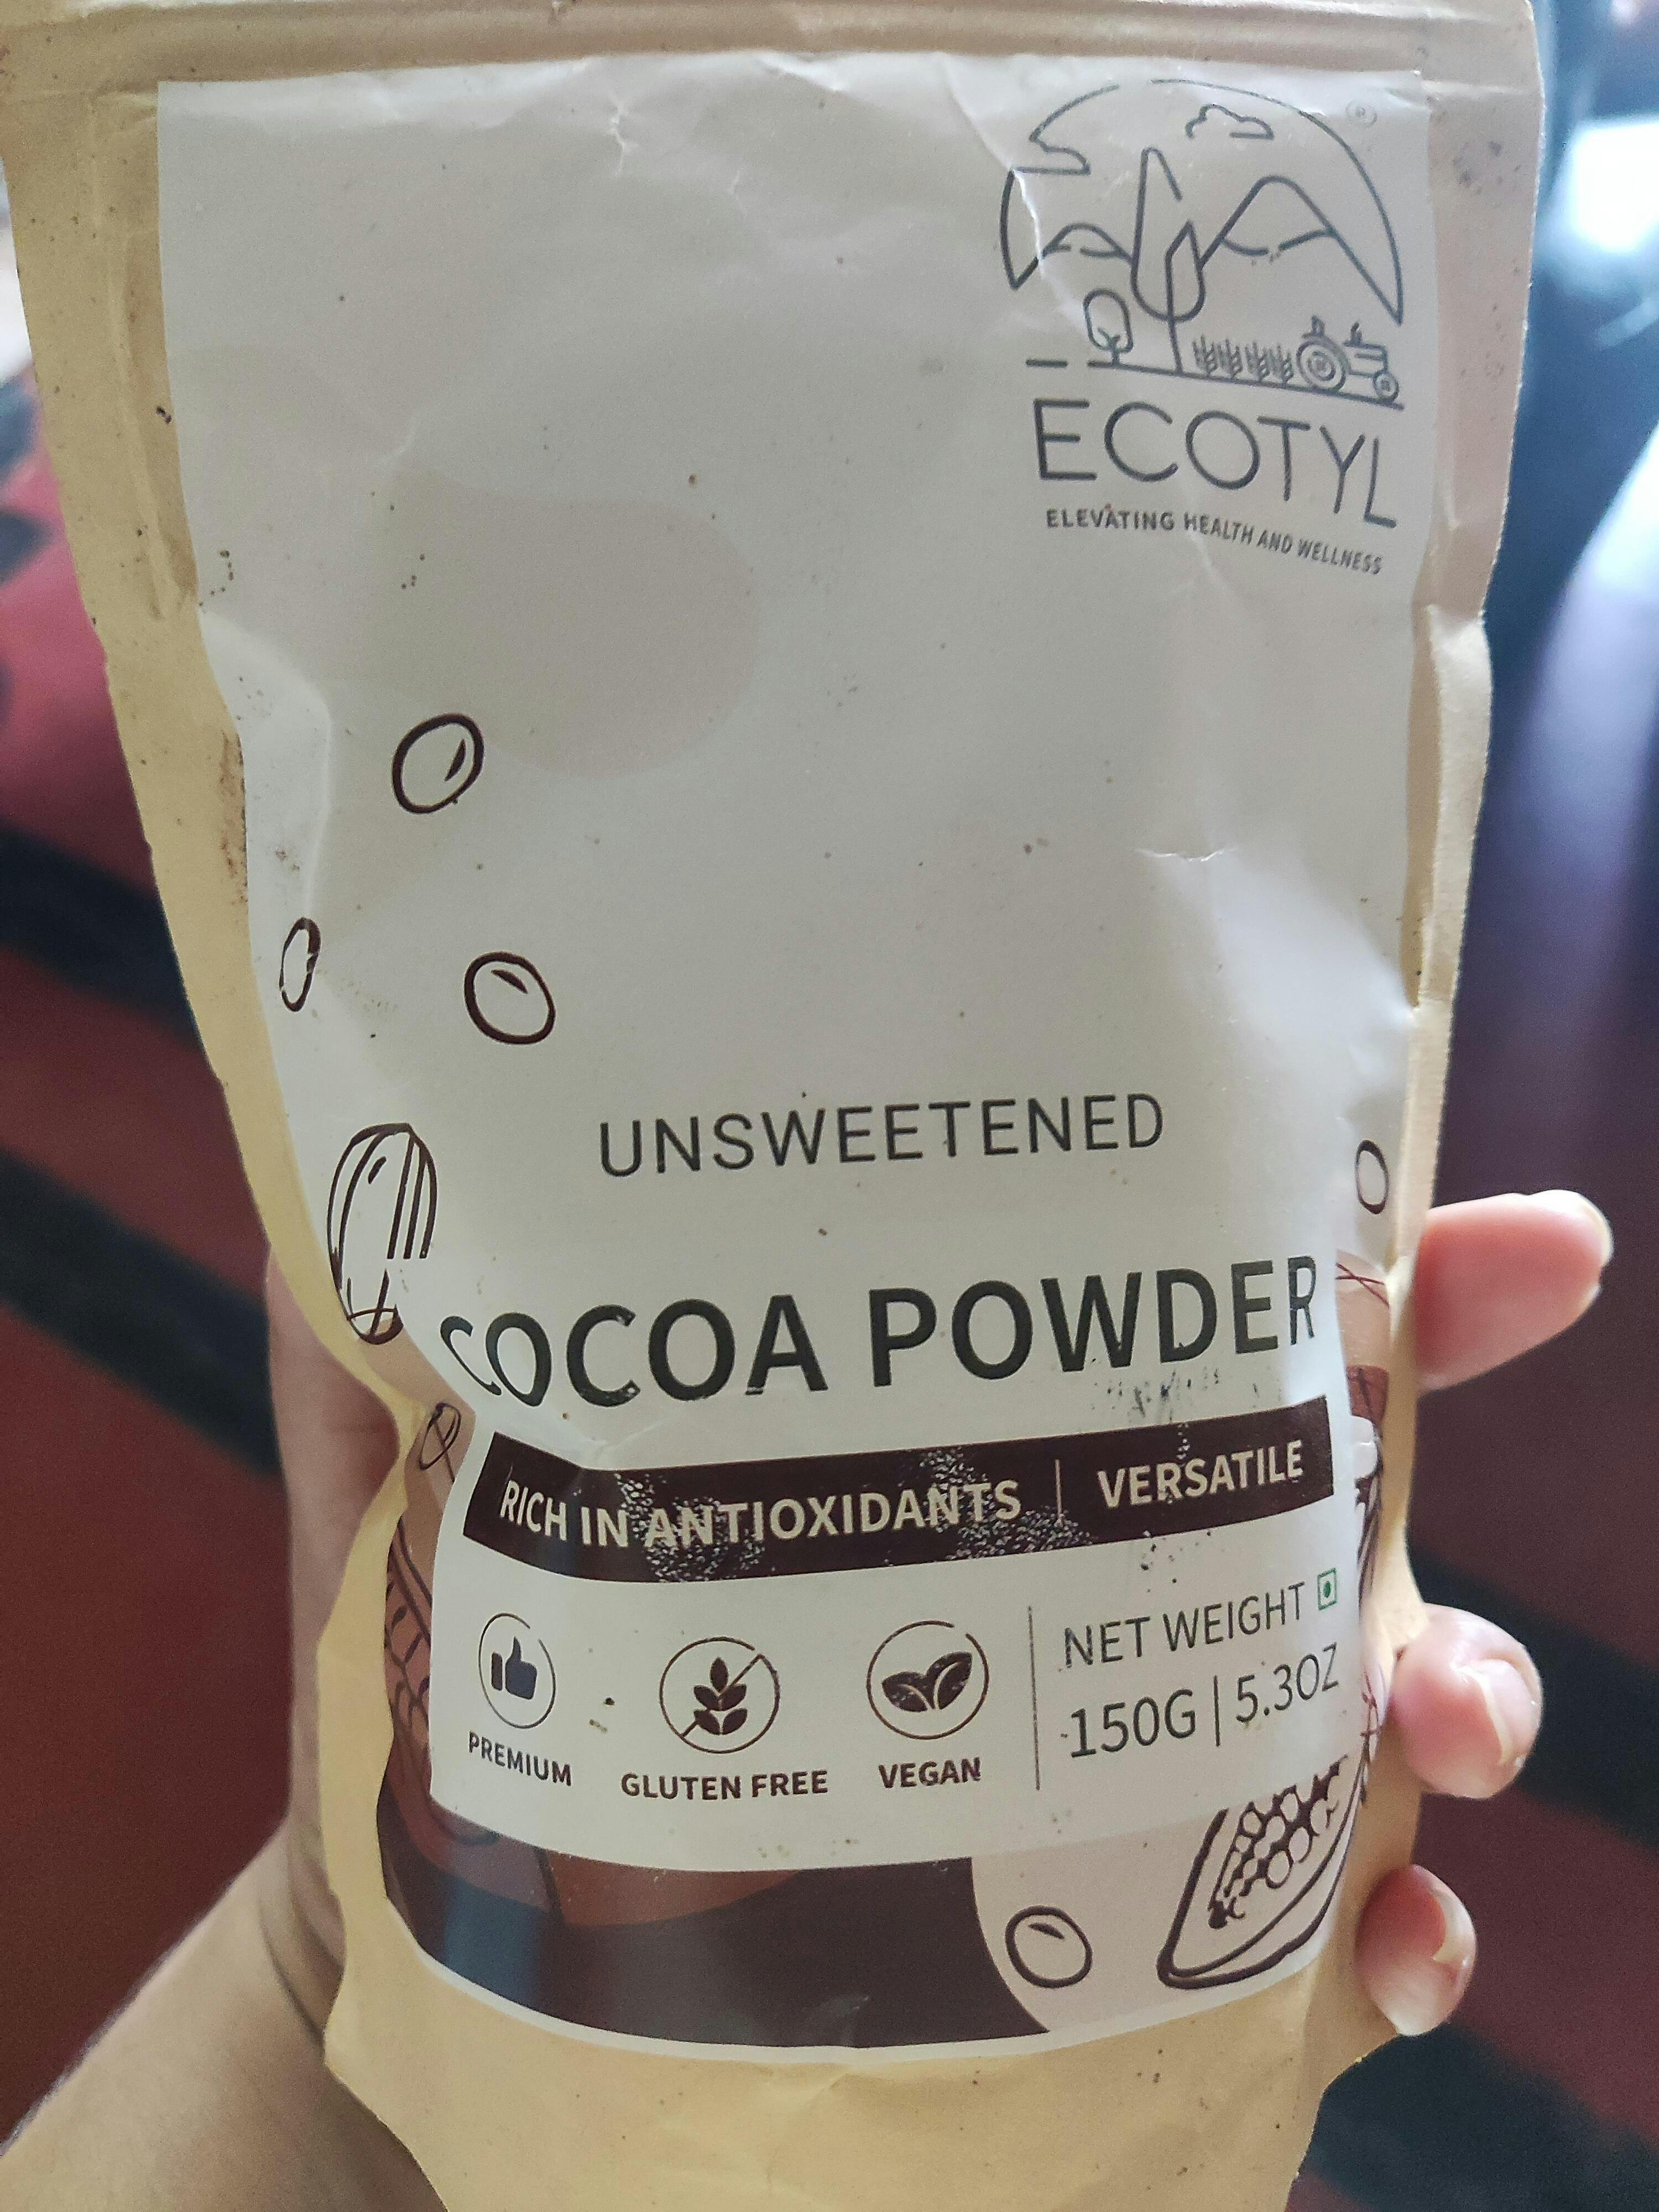 ECOTYL
ELEVATING HEALTH AND WELLNESS
UNSWEETENED
COCOA POWDER
RICH IN ANTIOXIDANTS | VERSATILE
PREMIUM
GLUTEN FREE
VEGAN
NET WEIGHT
150G | 5.3OZ